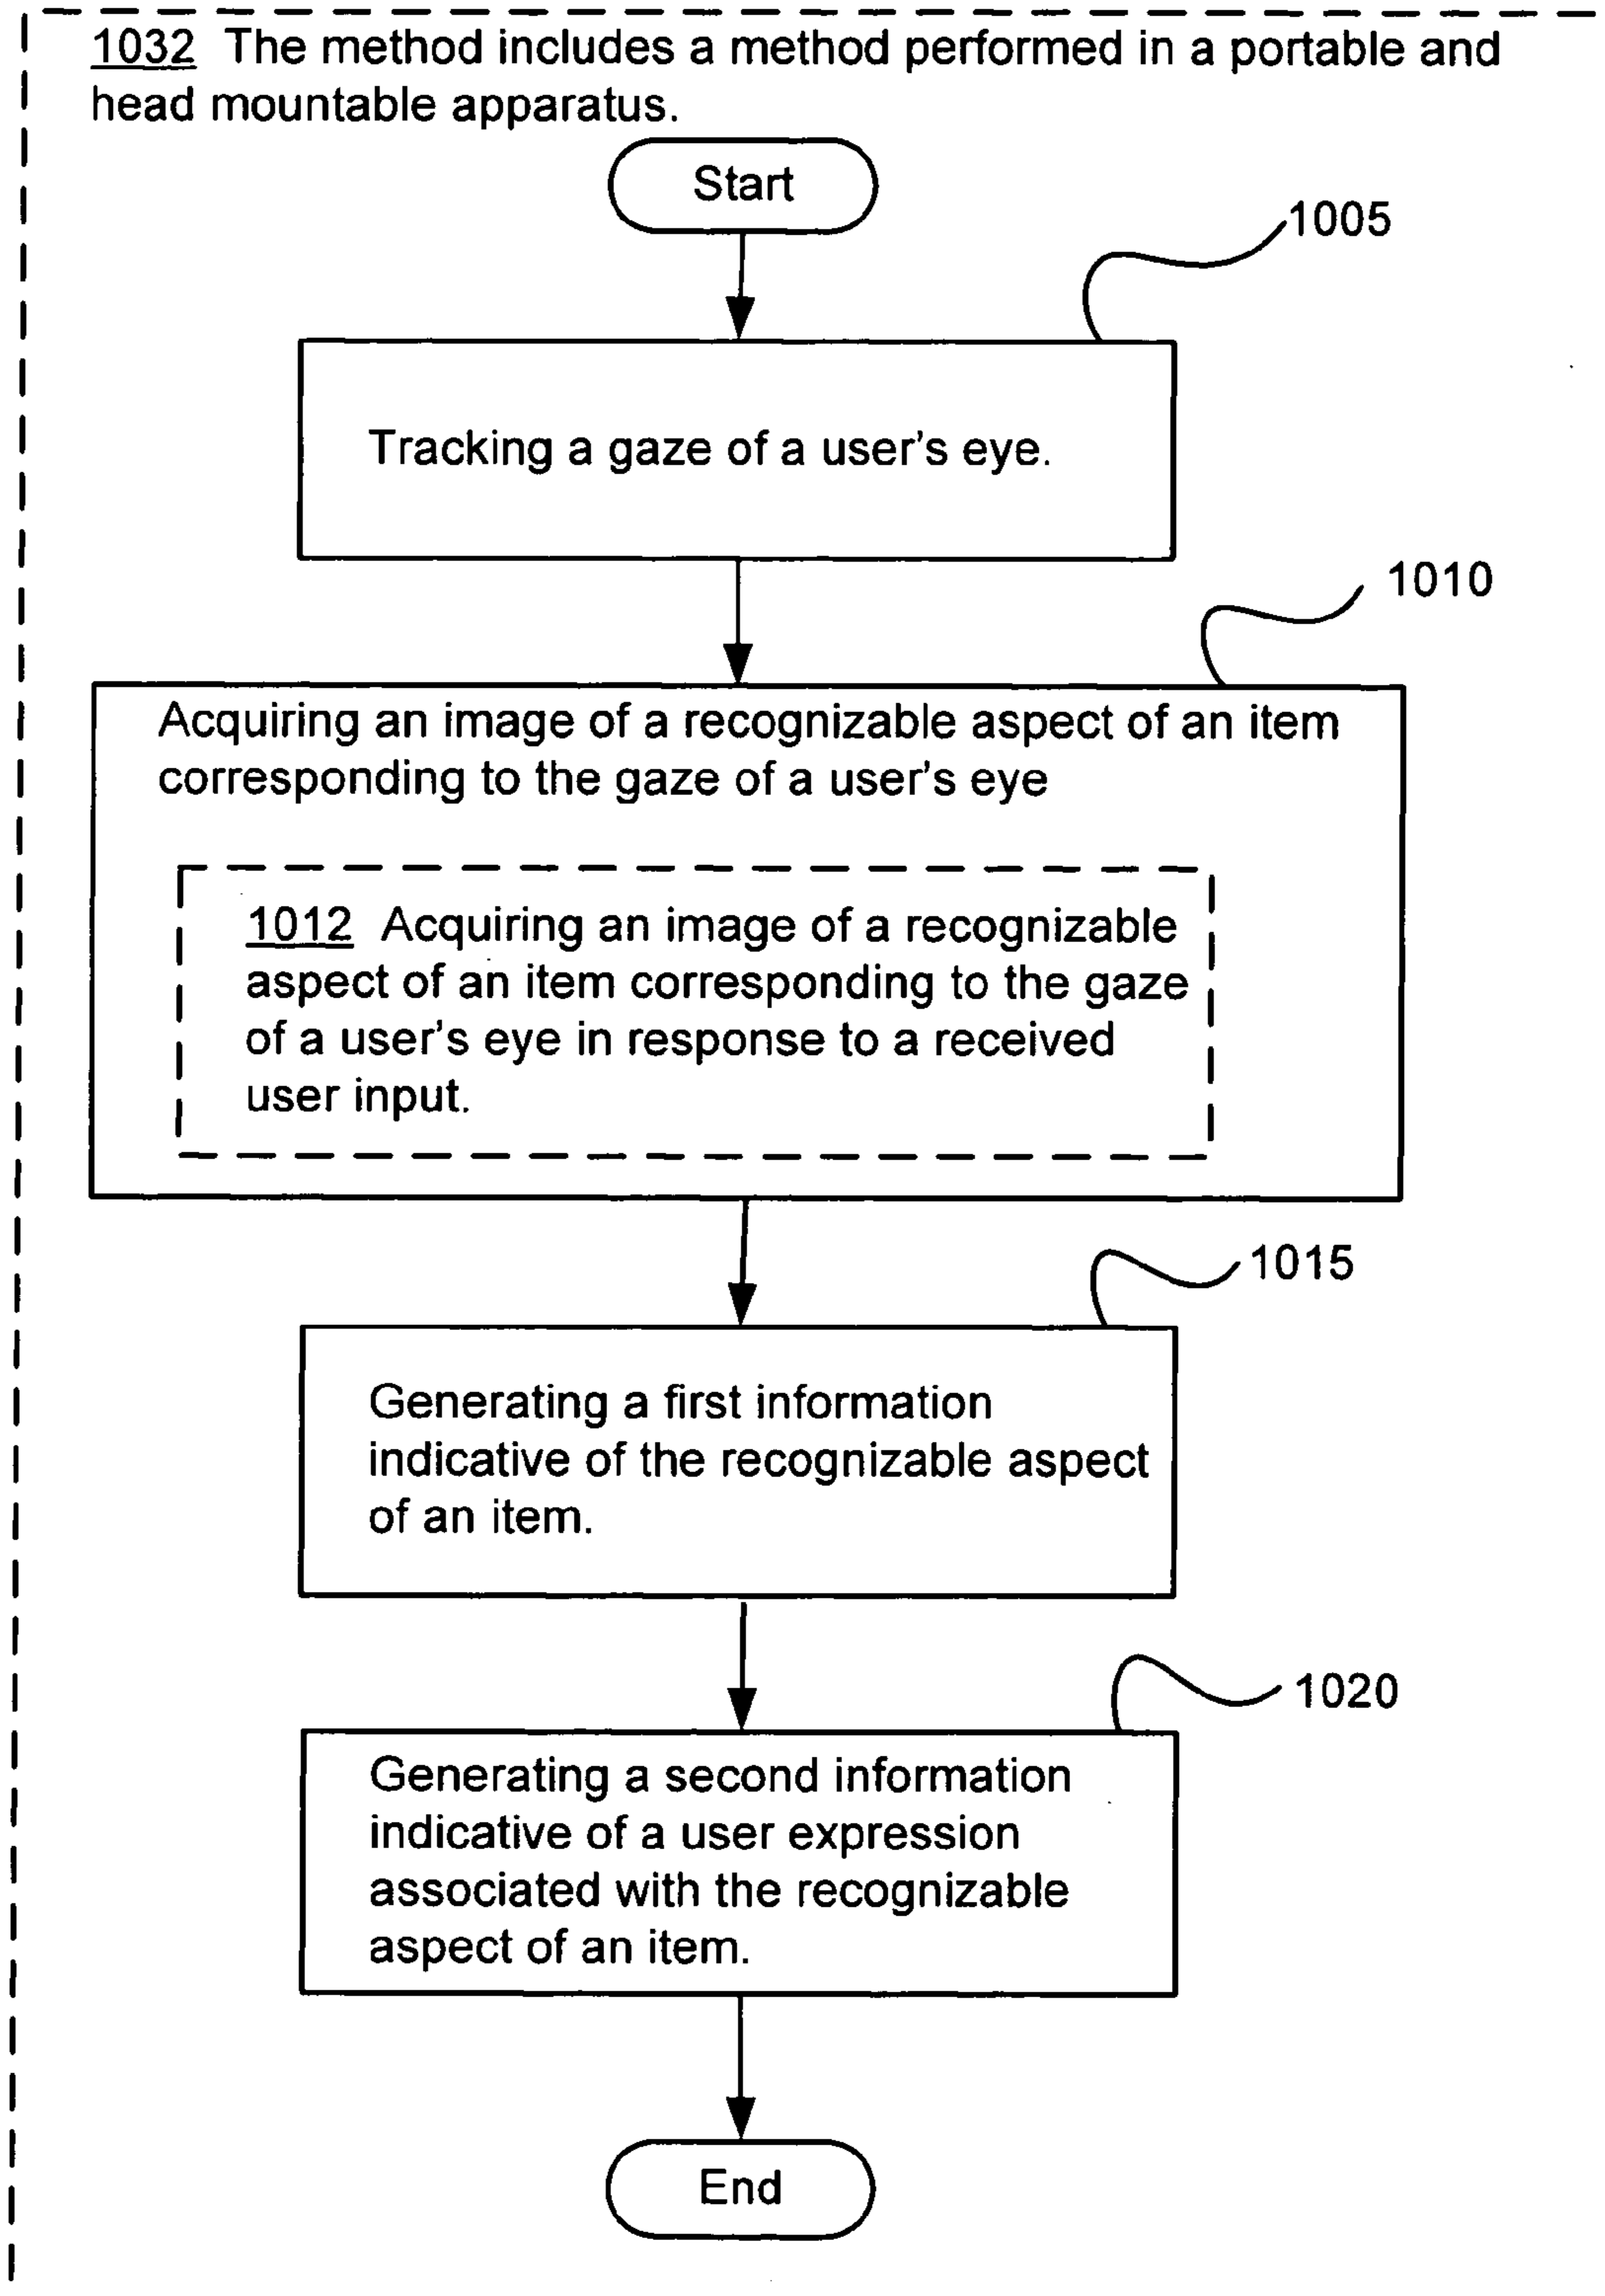 1032 The method includes a method performed in a portable and
head mountable apparatus.
Start
1005
Tracking a gaze of a user's eye.
1010
Acquiring an image of a recognizable aspect of an item
corresponding to the gaze of a user's eye
1012 Acquiring an image of a recognizable
aspect of an item corresponding to the gaze
of a user's eye in response to a received
user input.
1015
Generating a first information
indicative of the recognizable aspect
of an item.
1020
Generating a second information
indicative of a user expression
associated with the recognizable
aspect of an item.
End